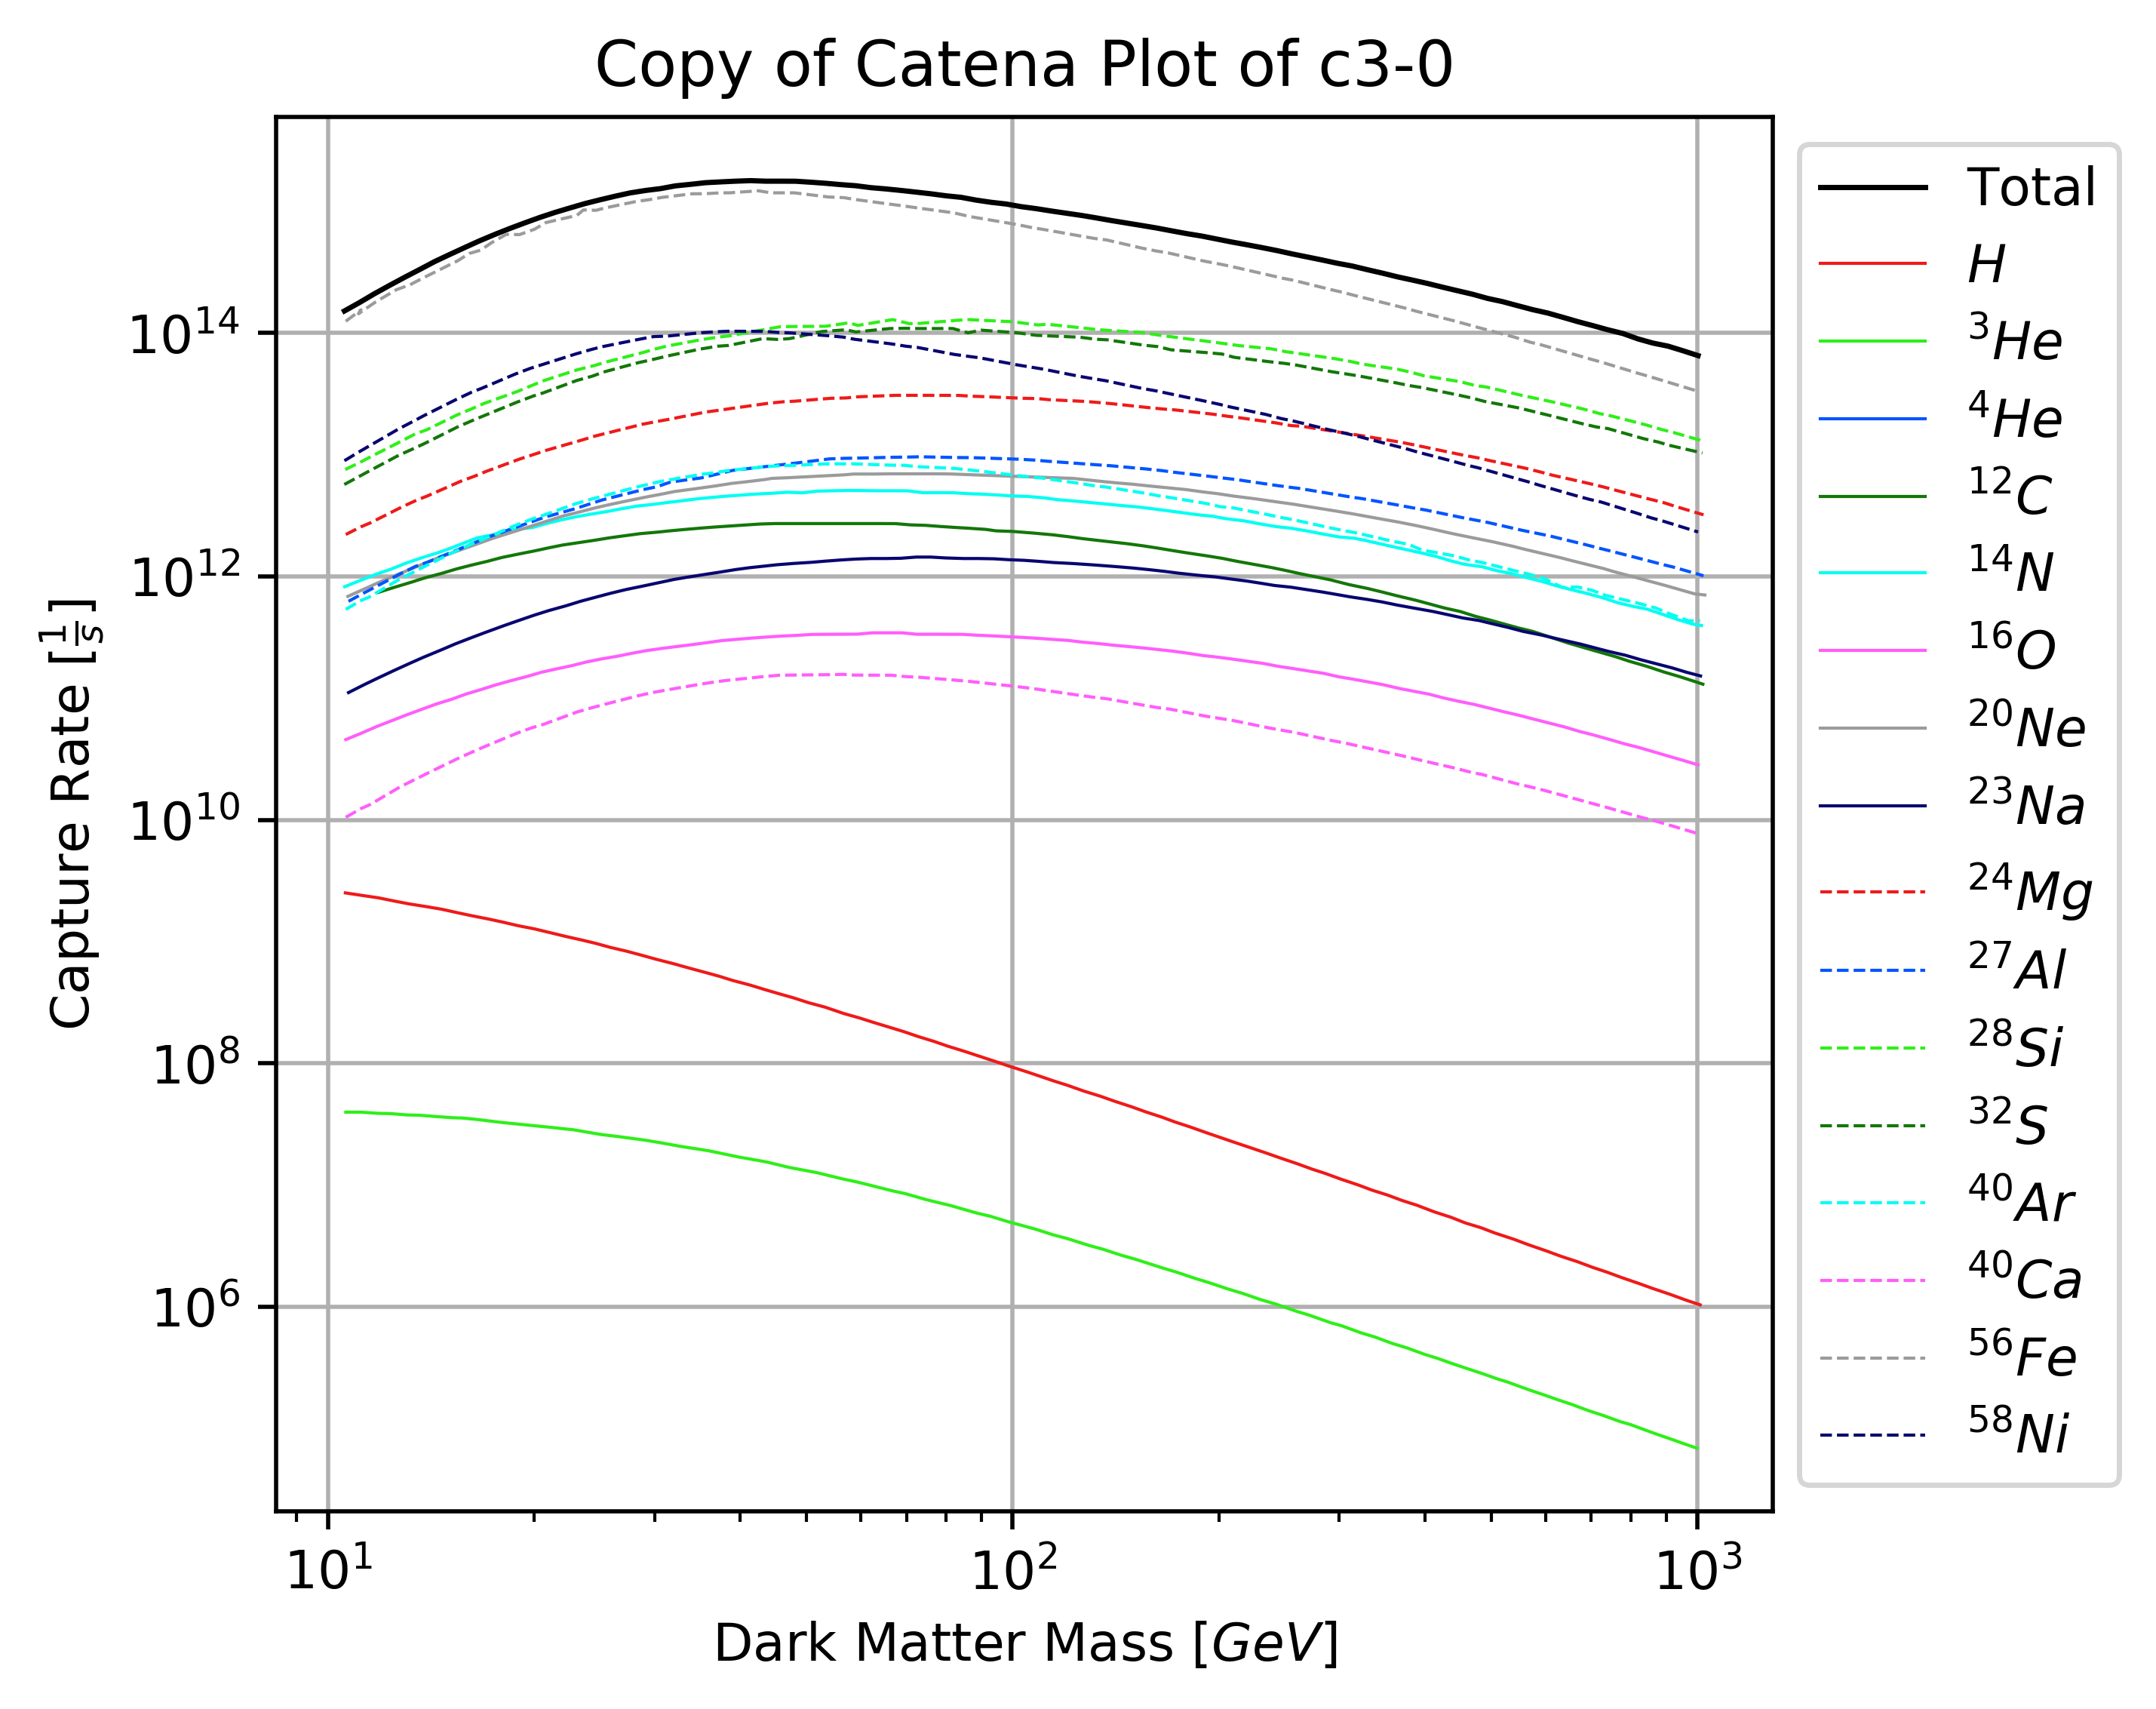 Copy of Catena Plot of c3-0
Capture Rate [1/s]
10^14
10^12
10^10
10^8
10^6
10^1
10^2
10^3
Dark Matter Mass [GeV]
Total
H
^3He
^4He
^12C
^14N
^16O
^20Ne
^23Na
^24Mg
^27Al
^28Si
^32S
^40Ar
^40Ca
^56Fe
^58Ni